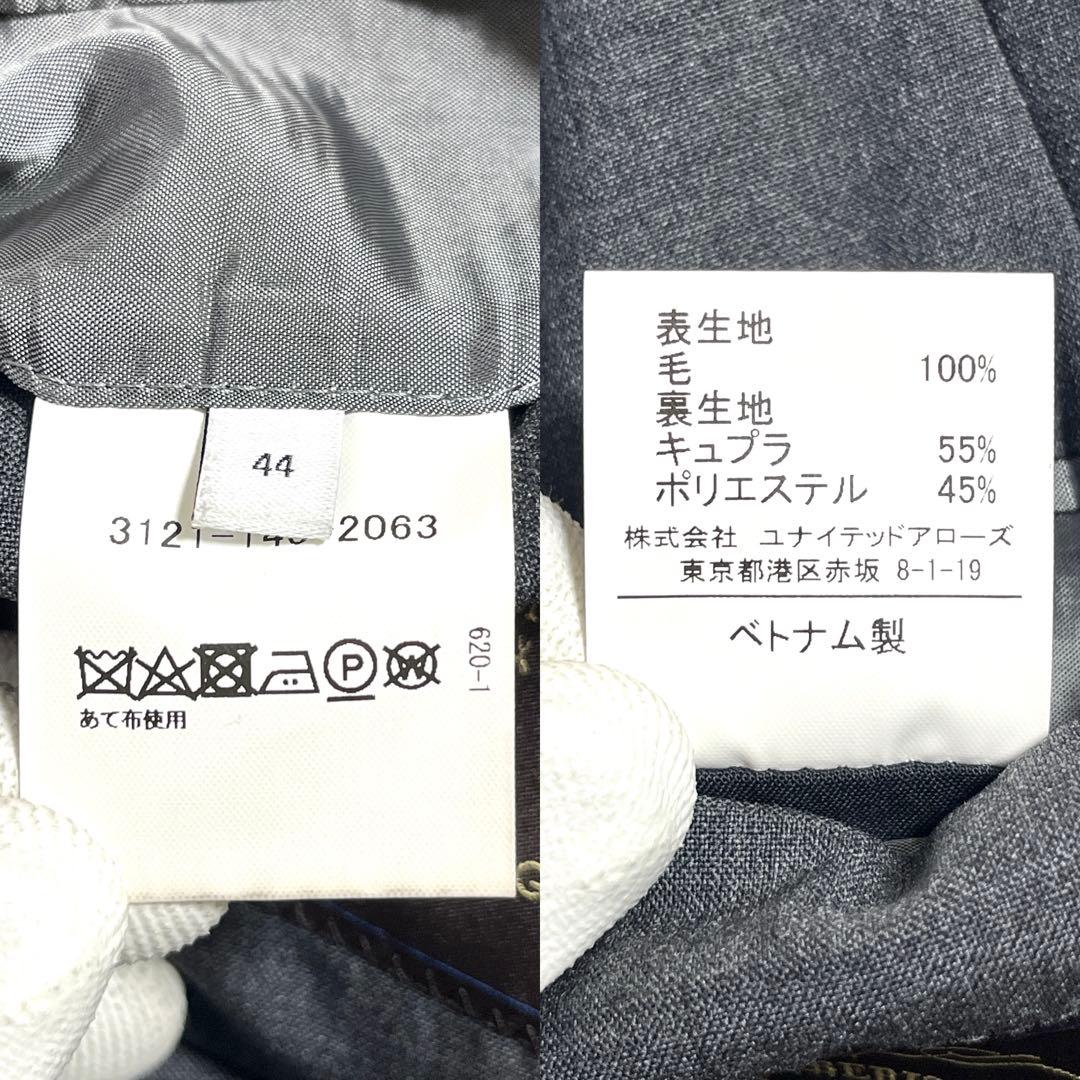 44
3121-14
2063
620-1
P
W
あて布使用
表生地
毛 100%
裏生地
キュプラ 55%
ポリエステル 45%
株式会社 ユナイテッドアローズ
東京都港区赤坂 8-1-19
ベトナム製